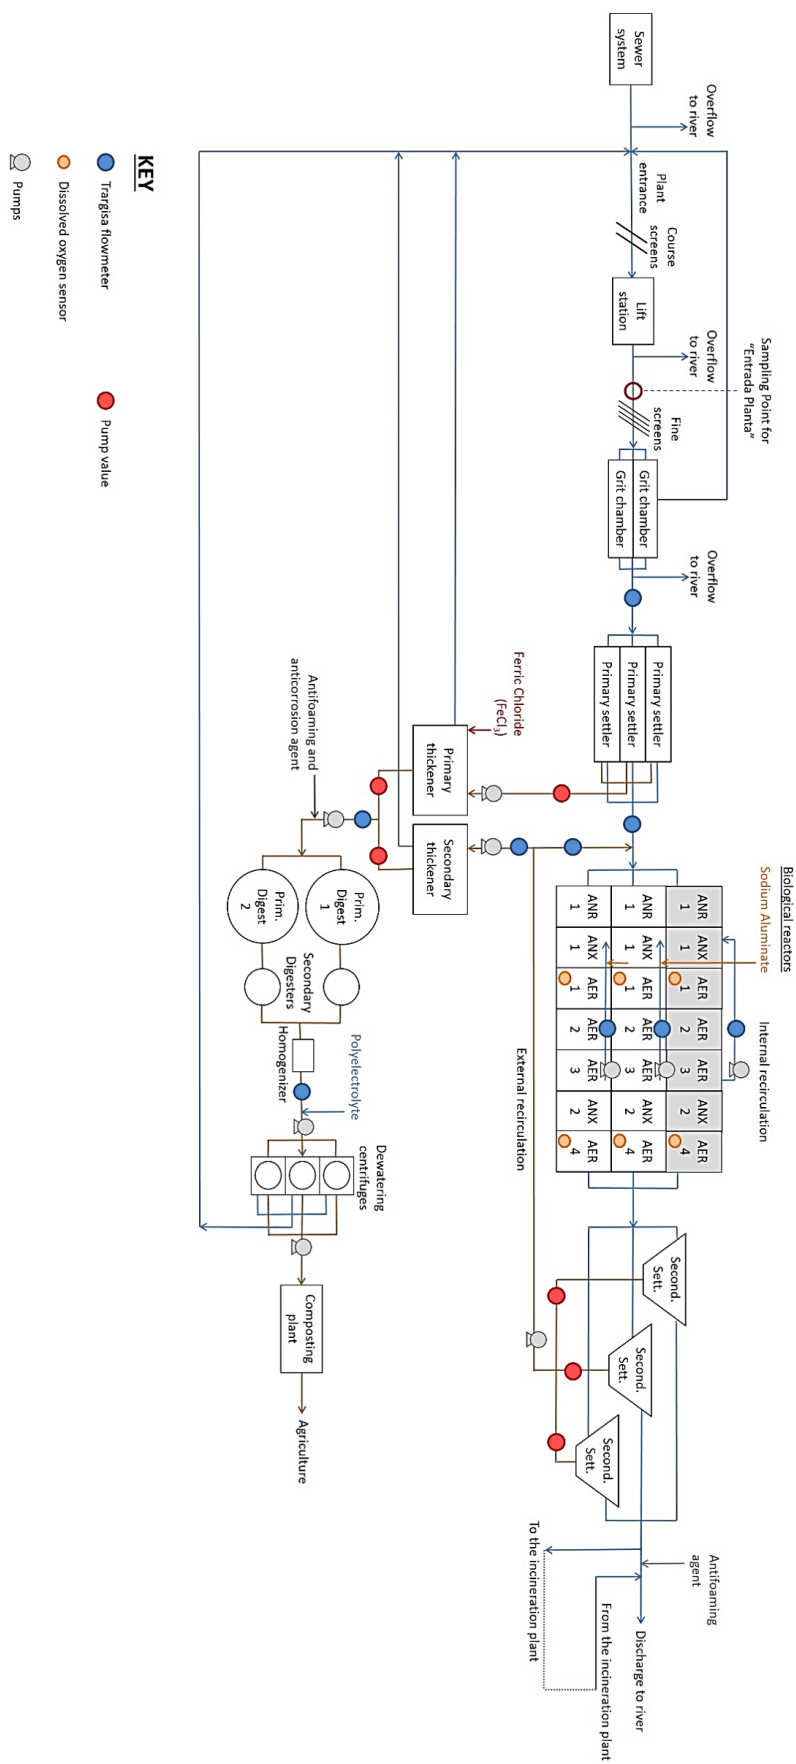 Sewer
system
Overflow
to river
Plant
entrance
Course
screens
Lift
station
Overflow
to river
Sampling Point for
"Entrada Planta"
Fine
screens
Grit chamber
Grit chamber
Overflow
to river
Primary settler
Primary settler
Primary settler
Biological reactors
Sodium Aluminate
Internal recirculation
ANR
1
ANX
1
AER
1
AER
2
AER
3
ANX
2
AER
4
ANR
1
ANX
1
AER
1
AER
2
AER
3
ANX
2
AER
4
ANR
1
ANX
1
AER
1
AER
2
AER
3
ANX
2
AER
4
External recirculation
Second.
Sett.
Second.
Sett.
Second.
Sett.
Antifoaming
agent
Discharge to river
From the incineration plant
To the incineration plant
Ferric Chloride
(FeCl3)
Primary
thickener
Secondary
thickener
Antifoaming and
anticorrosion agent
Prim.
Digest
1
Prim.
Digest
2
Secondary
Digesters
Homogenizer
Polyelectrolyte
Dewatering
centrifuges
Composting
plant
Agriculture
KEY
Trargisa flowmeter
Pump value
Dissolved oxygen sensor
Pumps